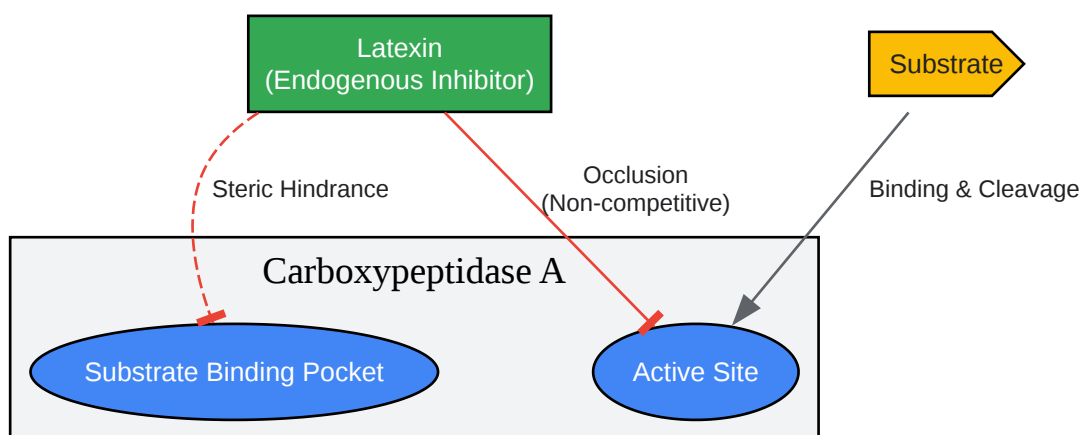 Latexin
(Endogenous Inhibitor)
Substrate
Steric Hindrance
Occlusion
(Non-competitive)
Binding & Cleavage
Carboxypeptidase A
Substrate Binding Pocket
Active Site